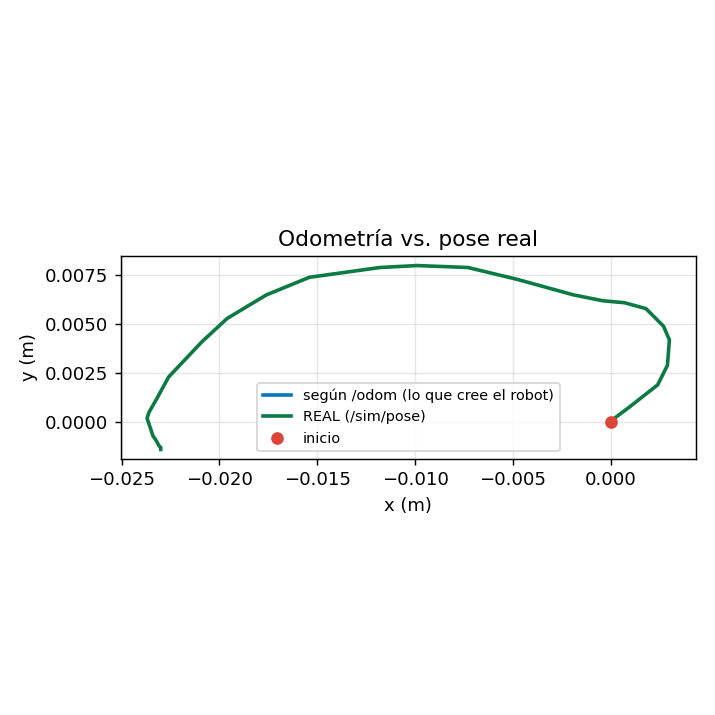 Odometría vs. pose real
0.0075
0.0050
0.0025
0.0000
y (m)
según /odom (lo que cree el robot)
REAL (/sim/pose)
inicio
−0.025 −0.020 −0.015 −0.010 −0.005 0.000
x (m)